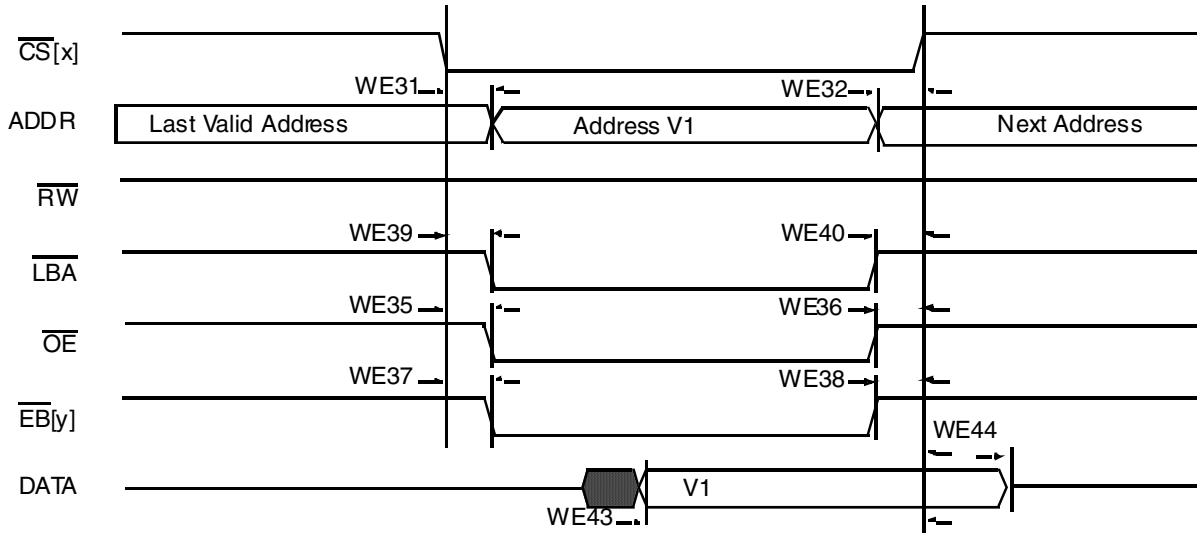 CS[x]
WE31
WE32
ADDR
Last Valid Address
Address V1
Next Address
RW
WE39
WE40
LBA
WE35
WE36
OE
WE37
WE38
EB[y]
WE44
DATA
V1
WE43